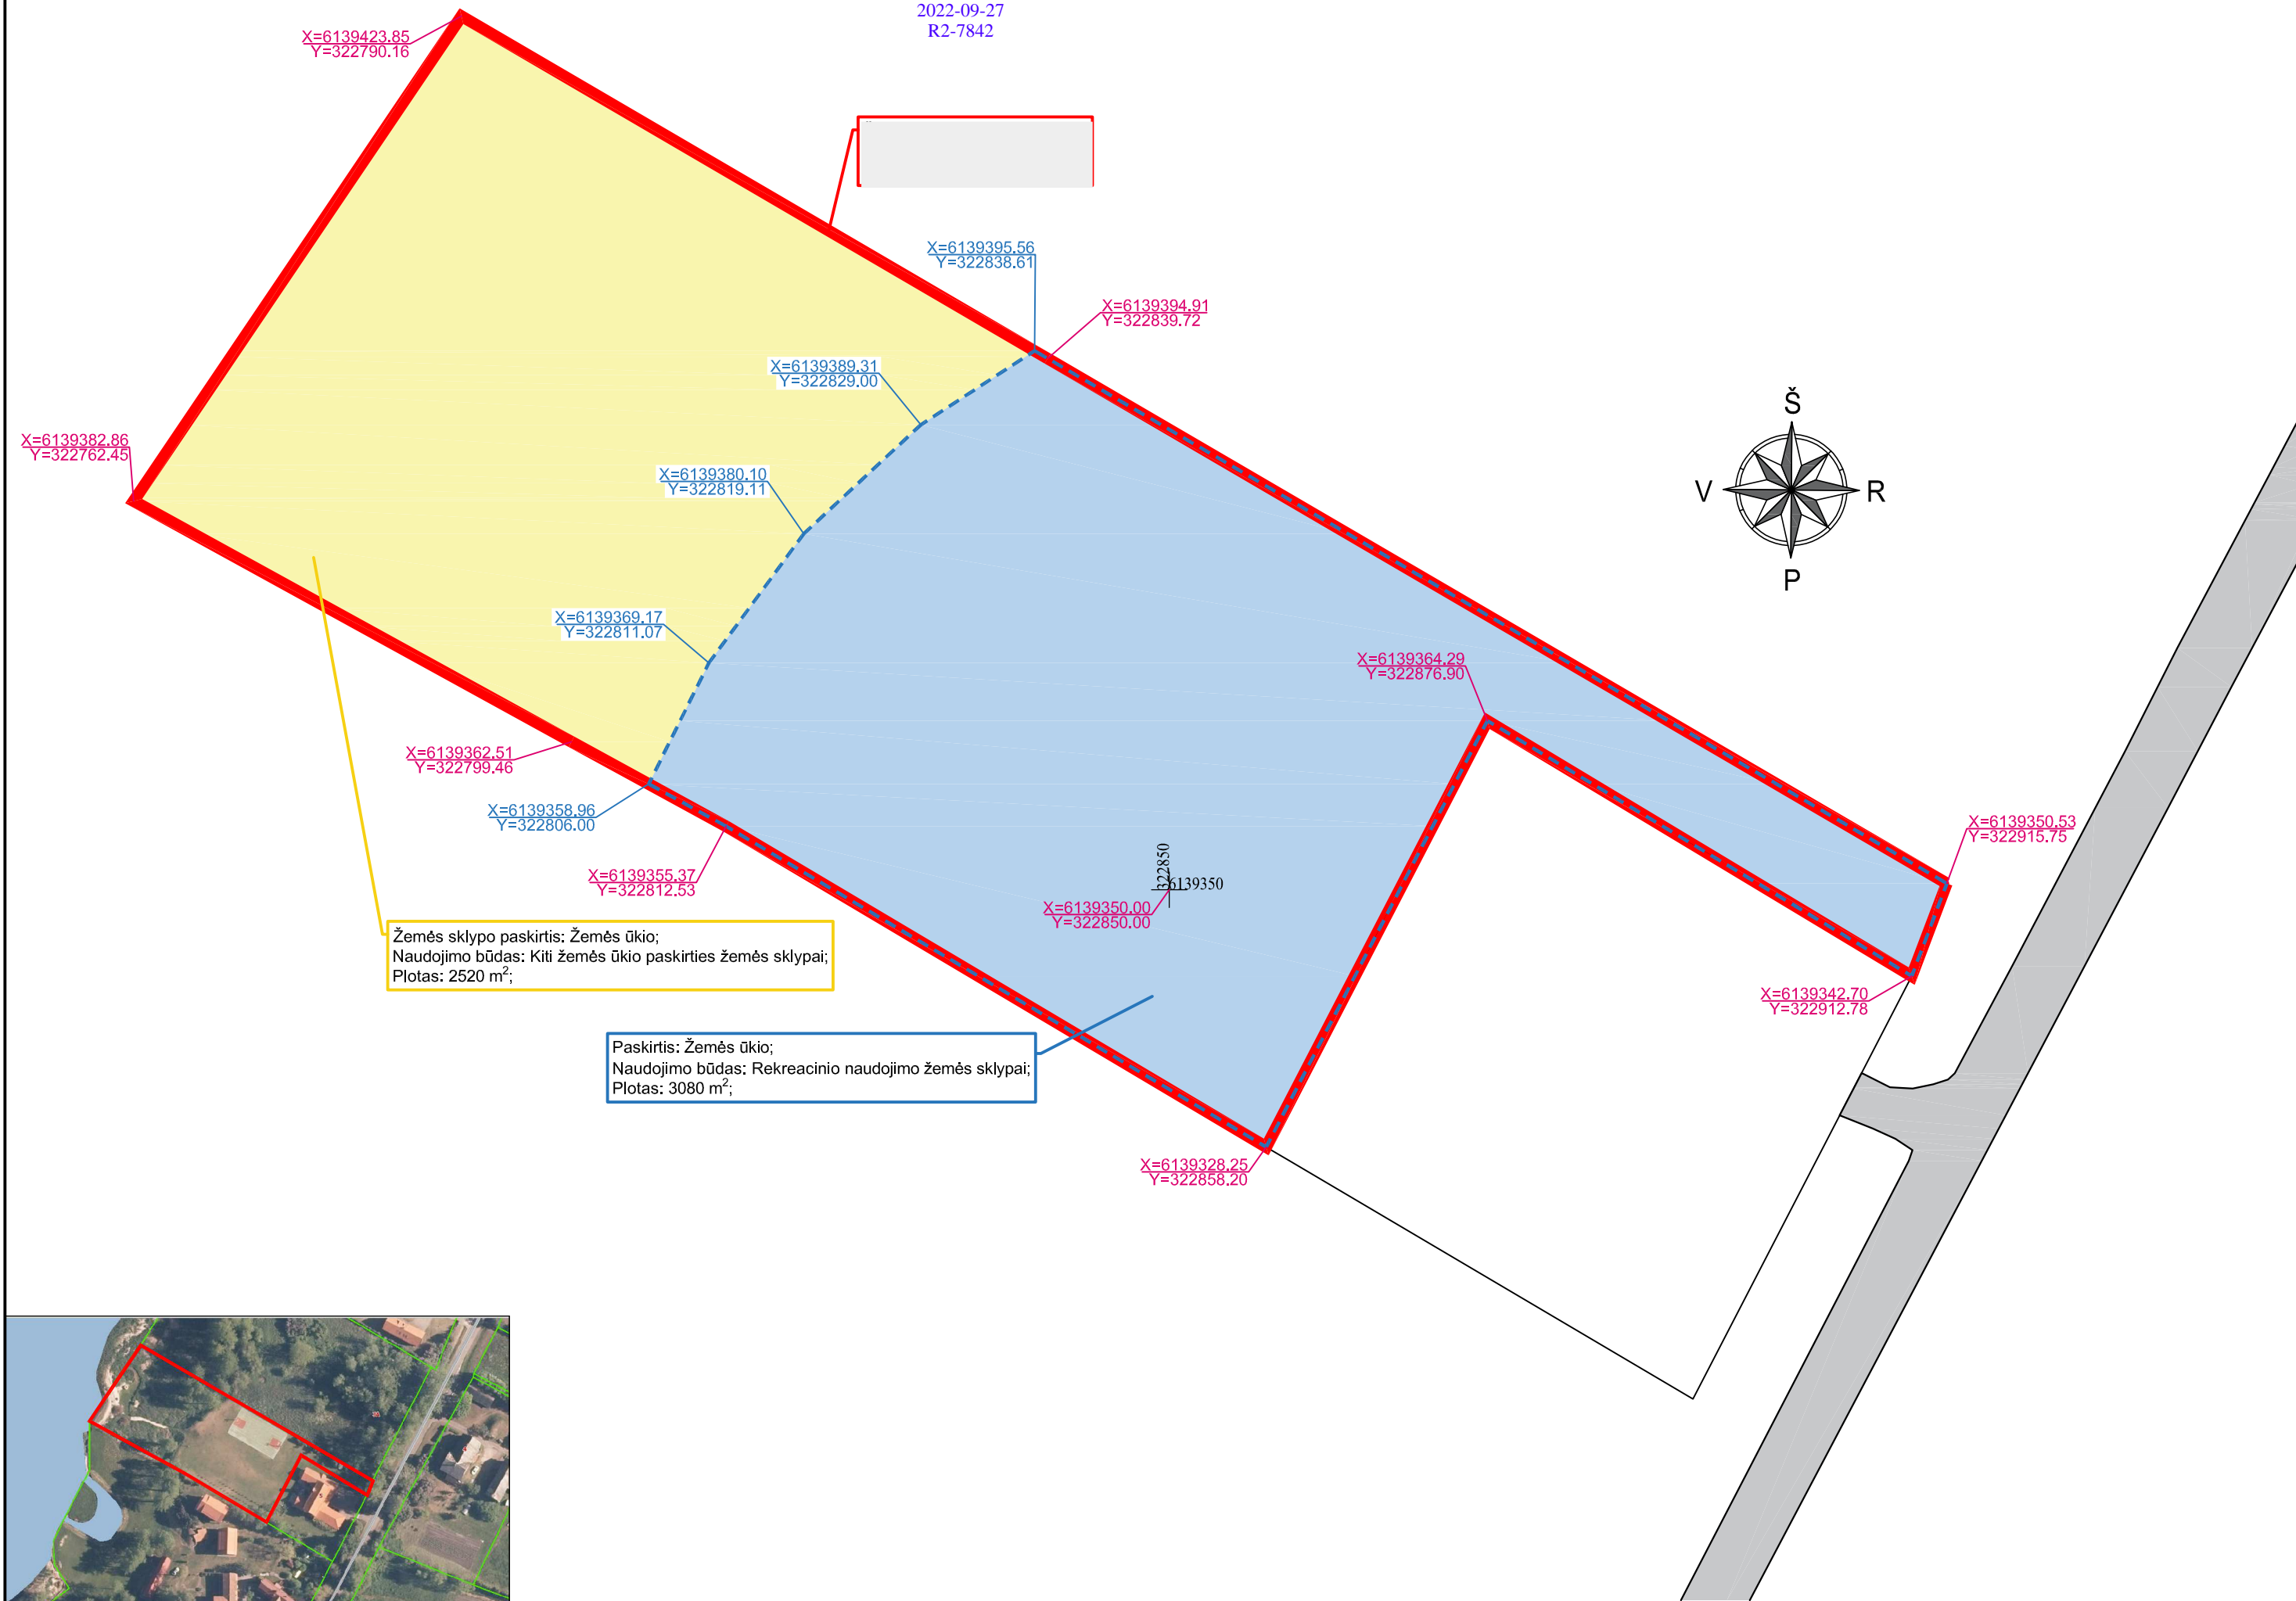 2022-09-27
R2-7842
X=6139423.85
Y=322790.16
X=6139395.56
Y=322838.61
X=6139394.91
Y=322839.72
X=6139389.31
Y=322829.00
Š
V
R
P
X=6139382.86
Y=322762.45
X=6139380.10
Y=322819.11
X=6139369.17
Y=322811.07
X=6139364.29
Y=322876.90
X=6139362.51
Y=322799.46
X=6139358.96
Y=322806.00
X=6139350.53
Y=322915.75
X=6139355.37
Y=322812.53
322850
6139350
X=6139350.00
Y=322850.00
Žemės sklypo paskirtis: Žemės ūkio;
Naudojimo būdas: Kiti žemės ūkio paskirties žemės sklypai;
Plotas: 2520 m²;
X=6139342.70
Y=322912.78
Paskirtis: Žemės ūkio;
Naudojimo būdas: Rekreacinio naudojimo žemės sklypai;
Plotas: 3080 m²;
X=6139328.25
Y=322858.20